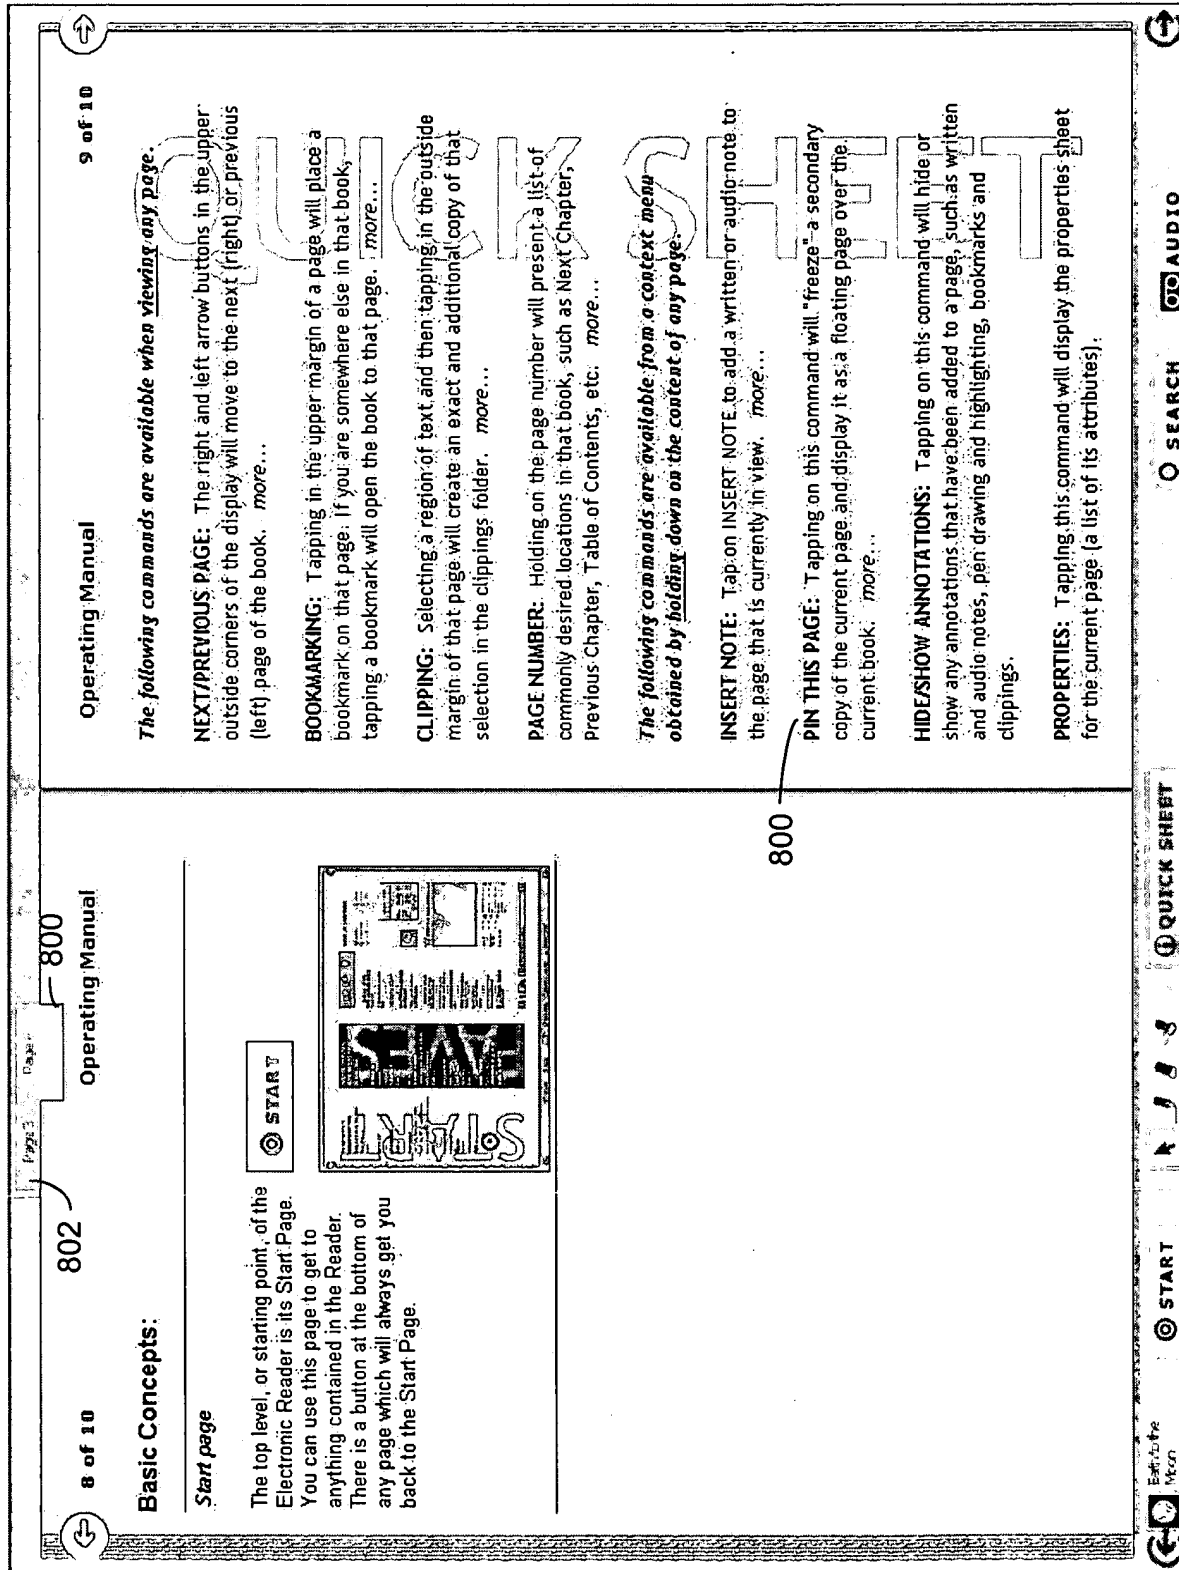 802
Page 3
800
8 of 10
Operating Manual
Basic Concepts:
Start page
The top level, or starting point, of the
Electronic Reader is its Start Page.
You can use this page to get to
anything contained in the Reader.
There is a button at the bottom of
any page which will always get you
back to the Start Page.
START
START
Operating Manual
9 of 10
QUICK SHEET
The following commands are available when viewing any page.
NEXT/PREVIOUS PAGE: The right and left arrow buttons in the upper
outside corners of the display will move to the next (right) or previous
(left) page of the book. more...
BOOKMARKING: Tapping in the upper margin of a page will place a
bookmark on that page. If you are somewhere else in that book,
tapping a bookmark will open the book to that page. more...
CLIPPING: Selecting a region of text and then tapping in the outside
margin of that page will create an exact and additional copy of that
selection in the clippings folder. more...
PAGE NUMBER: Holding on the page number will present a list of
commonly desired locations in that book, such as Next Chapter,
Previous Chapter, Table of Contents, etc. more...
The following commands are available from a context menu
obtained by holding down on the content of any page.
INSERT NOTE: Tap on INSERT NOTE to add a written or audio note to
the page that is currently in view. more...
800
PIN THIS PAGE: Tapping on this command will "freeze" a secondary
copy of the current page and display it as a floating page over the
current book. more...
HIDE/SHOW ANNOTATIONS: Tapping on this command will hide or
show any annotations that have been added to a page, such as written
and audio notes, pen drawing and highlighting, bookmarks and
clippings.
PROPERTIES: Tapping this command will display the properties sheet
for the current page (a list of its attributes).
Earth to the
Moon
START
QUICK SHEET
SEARCH
AUDIO